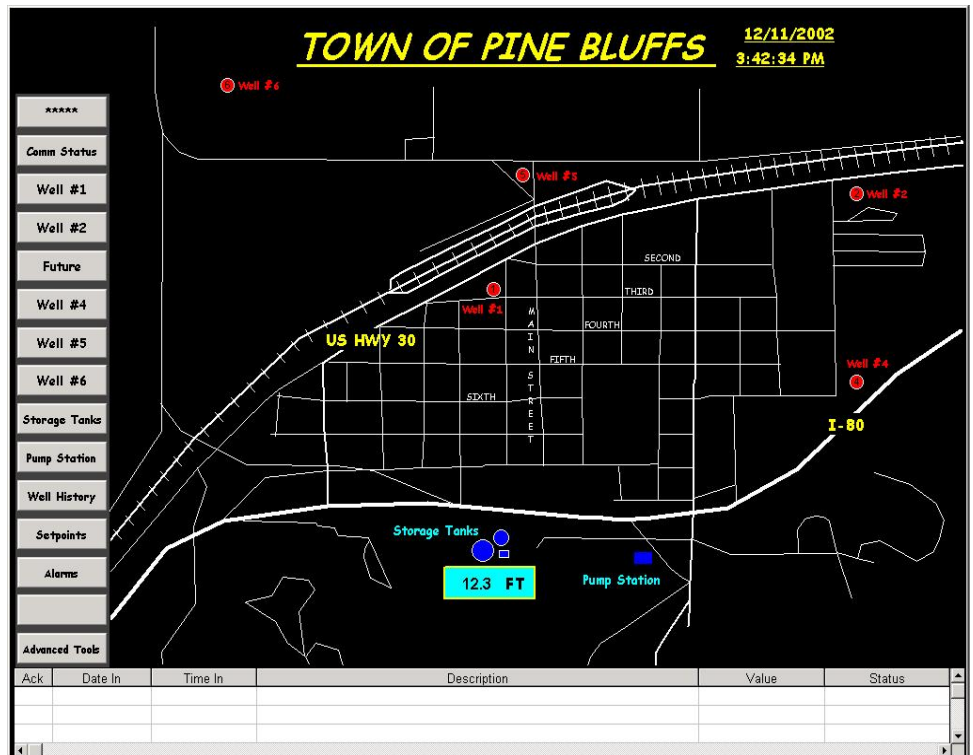 TOWN OF PINE BLUFFS
12/11/2002
3:42:34 PM
Well #6
*****
Comm Status
Well #1
Well #2
Future
Well #4
Well #5
Well #6
Storage Tanks
Pump Station
Well History
Setpoints
Alarms
Advanced Tools
Well #5
Well #2
SECOND
THIRD
Well #1
MAIN STREET
FOURTH
US HWY 30
FIFTH
Well #4
4
SIXTH
I-80
Storage Tanks
12.3 FT
Pump Station
Ack Date In Time In Description Value Status